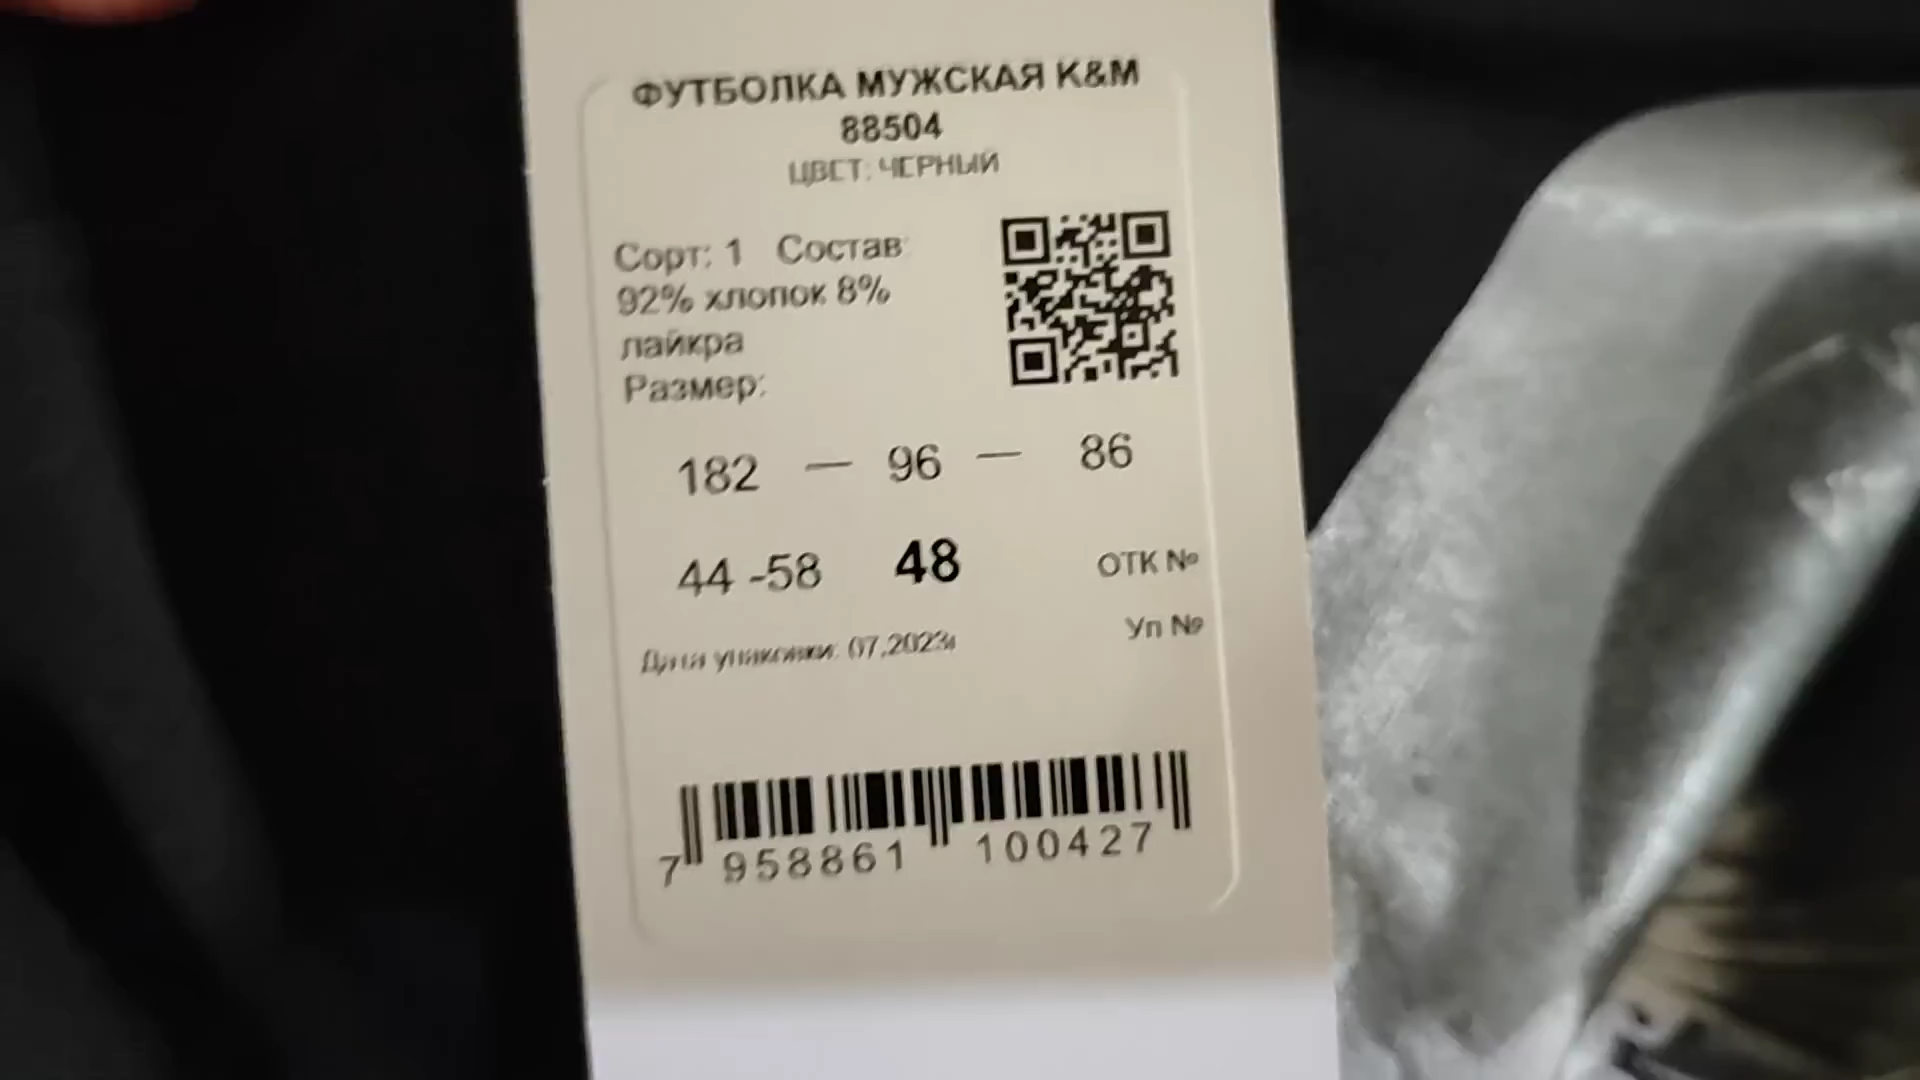 ФУТБОЛКА МУЖСКАЯ K&M
88504
ЦВЕТ: ЧЕРНЫЙ
Сорт: 1 Состав:
92% хлопок 8%
лайкра
Размер:
182 — 96 — 86
44 -58 48 ОТК №
Дата упаковки: 07.2023г Уп №
7 958861 100427